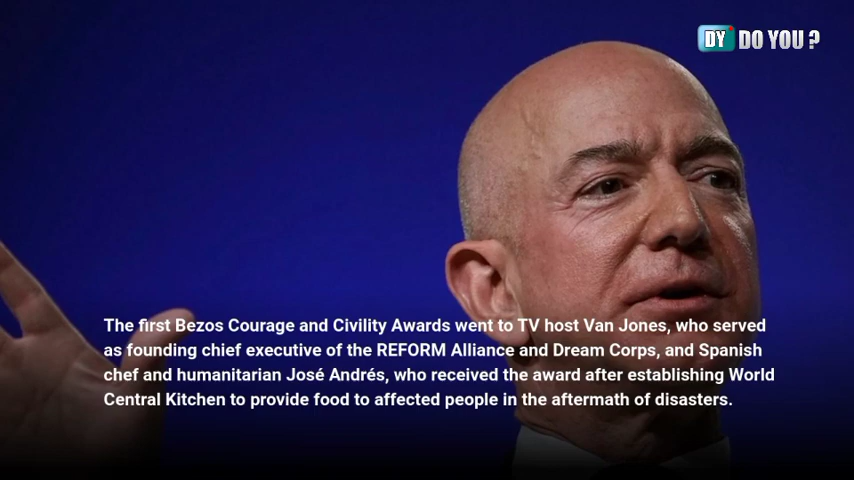 DY DO YOU ?
The first Bezos Courage and Civility Awards went to TV host Van Jones, who served
as founding chief executive of the REFORM Alliance and Dream Corps, and Spanish
chef and humanitarian José Andrés, who received the award after establishing World
Central Kitchen to provide food to affected people in the aftermath of disasters.